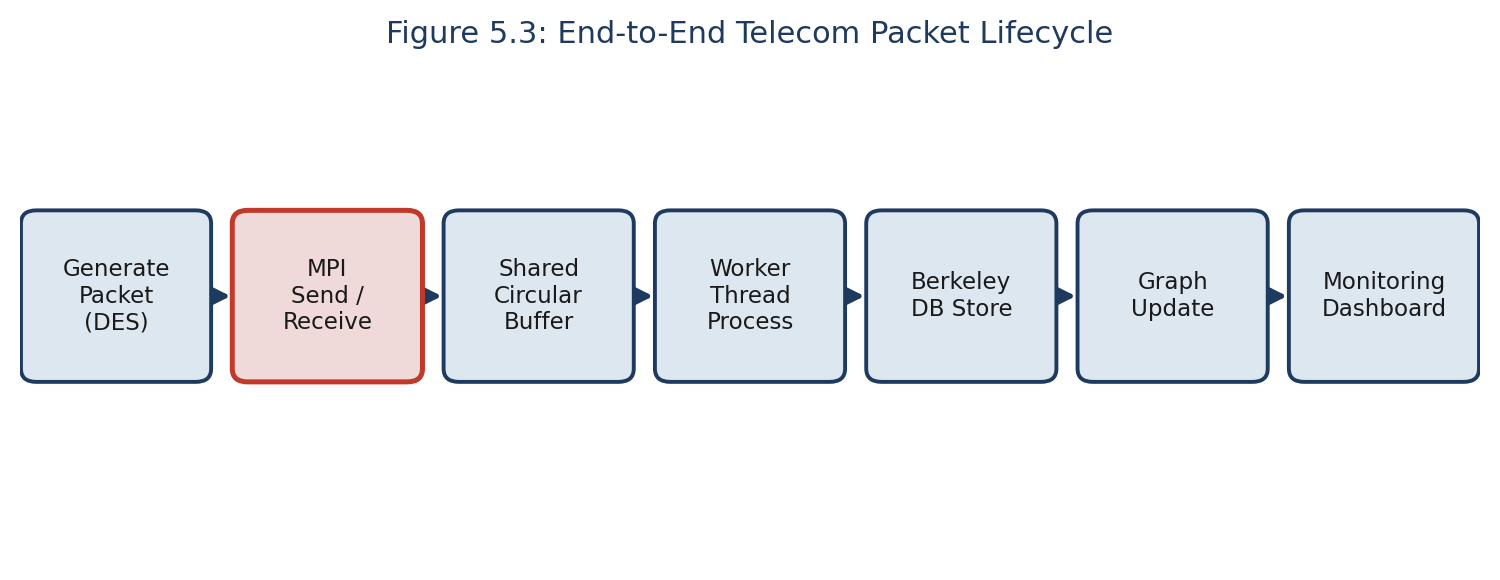 Figure 5.3: End-to-End Telecom Packet Lifecycle
Generate
Packet
(DES)
MPI
Send /
Receive
Shared
Circular
Buffer
Worker
Thread
Process
Berkeley
DB Store
Graph
Update
Monitoring
Dashboard